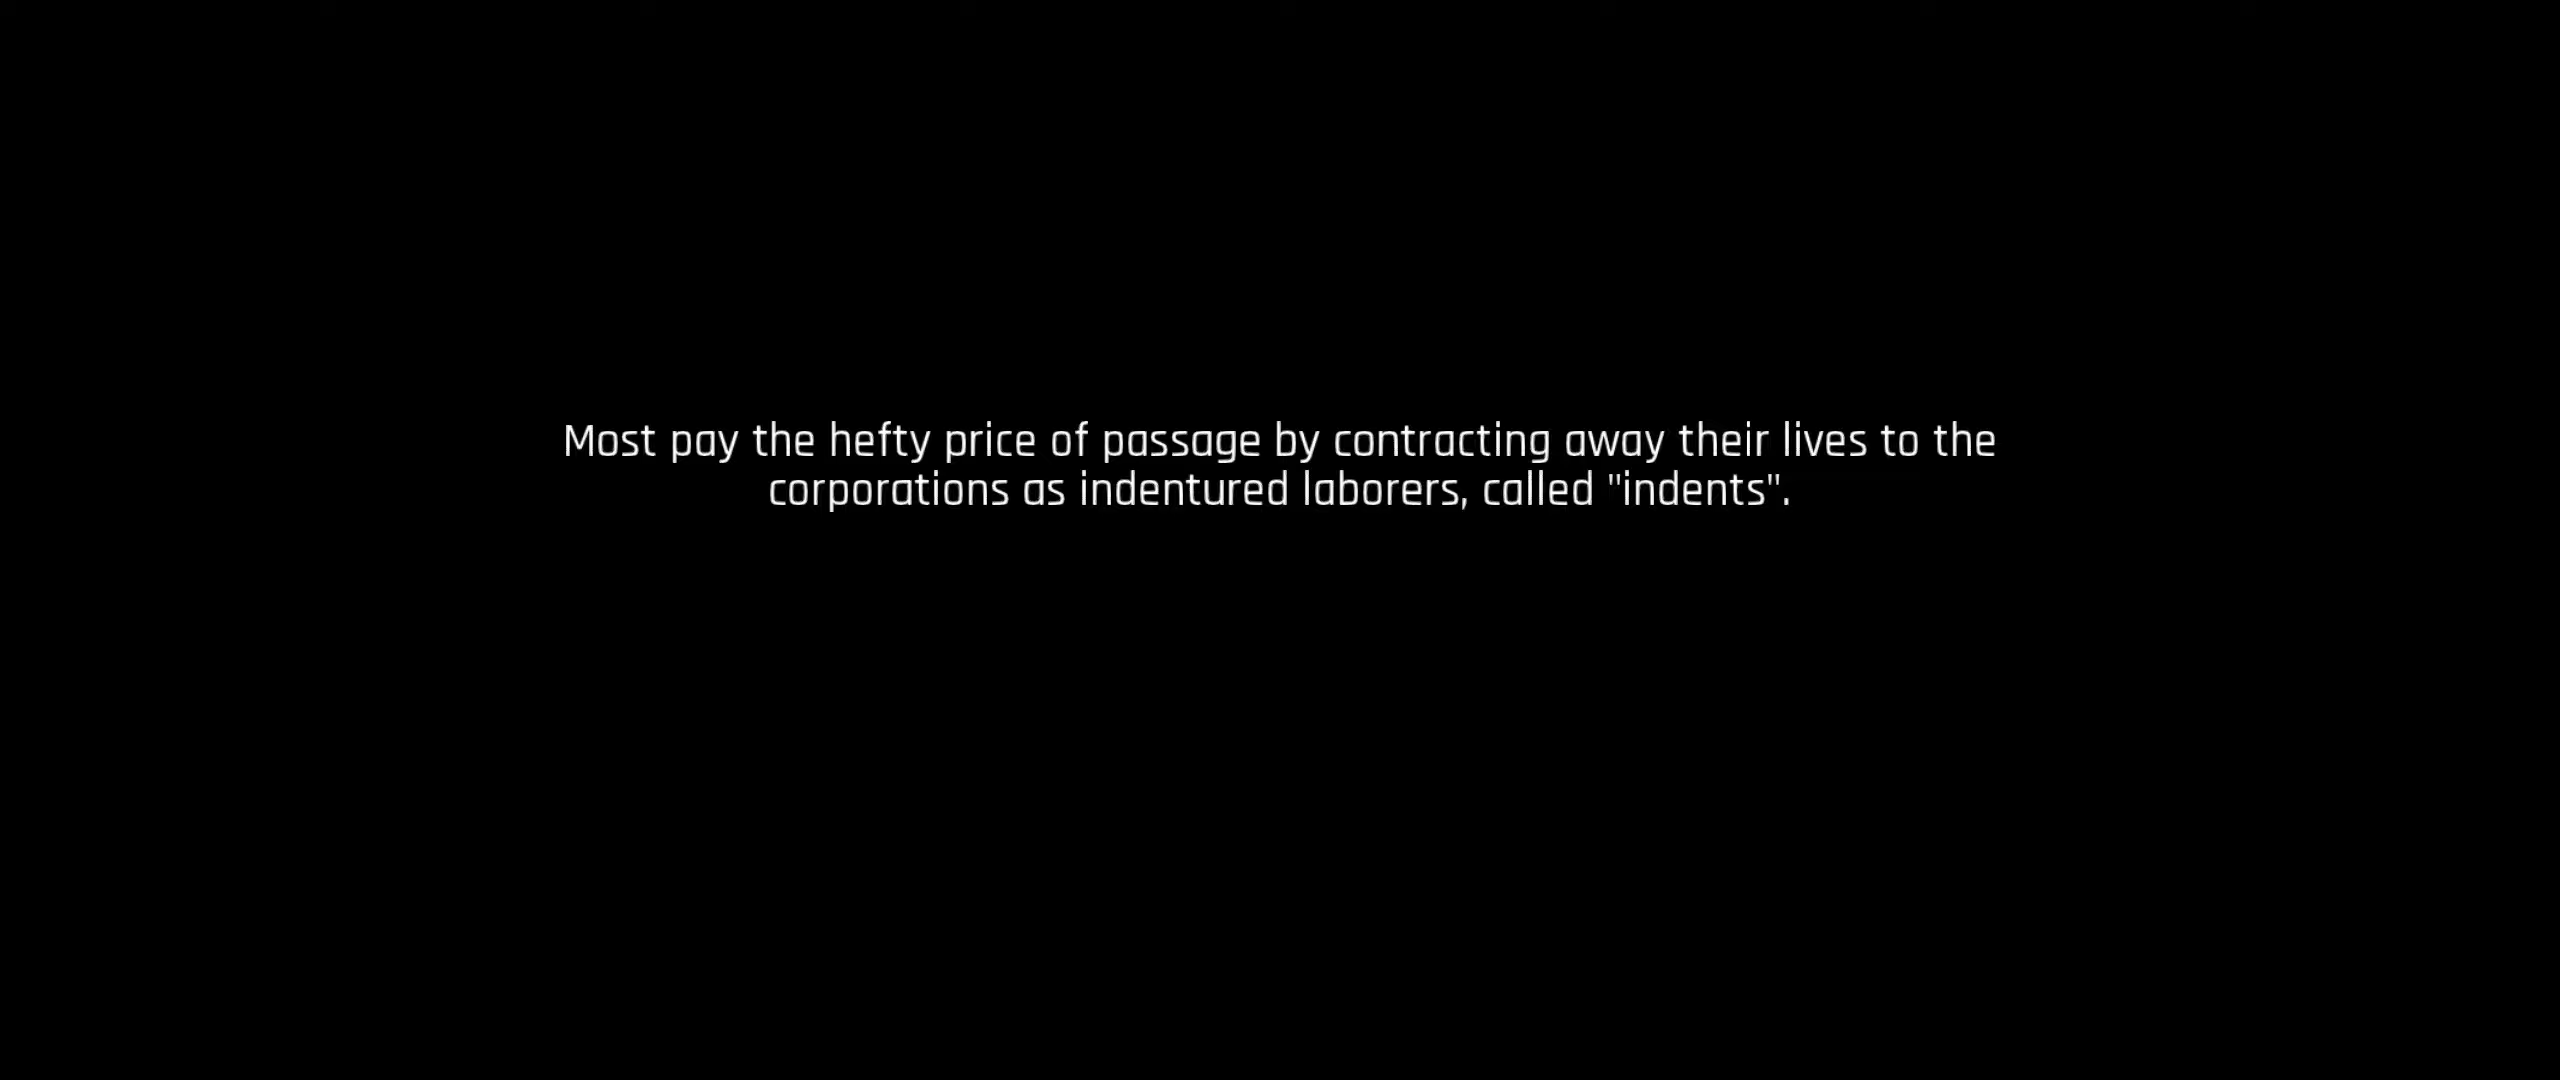 Most pay the hefty price of passage by contracting away their lives to the
corporations as indentured laborers, called "indents".